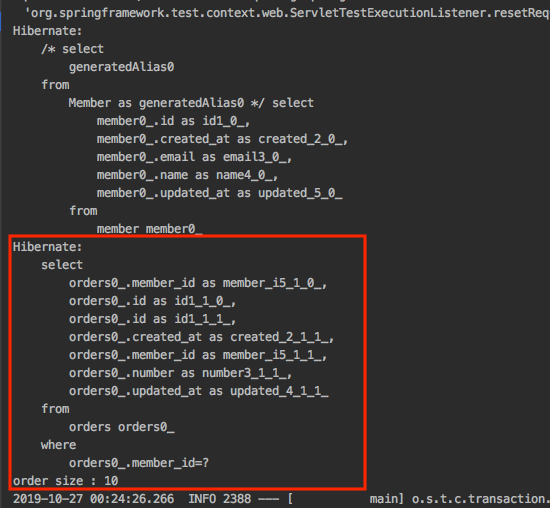 'org.springframework.test.context.web.ServletTestExecutionListener.resetReq
Hibernate:
/* select
generatedAlias0
from
Member as generatedAlias0 */ select
member0_.id as id1_0_,
member0_.created_at as created_2_0_,
member0_.email as email3_0_,
member0_.name as name4_0_,
member0_.updated_at as updated_5_0_
from
member member0_
Hibernate:
select
orders0_.member_id as member_i5_1_0_,
orders0_.id as id1_1_0_,
orders0_.id as id1_1_1_,
orders0_.created_at as created_2_1_1_,
orders0_.member_id as member_i5_1_1_,
orders0_.number as number3_1_1_,
orders0_.updated_at as updated_4_1_1_
from
orders orders0_
where
orders0_.member_id=?
order size : 10
2019-10-27 00:24:26.266  INFO 2388 --- [           main] o.s.t.c.transaction.